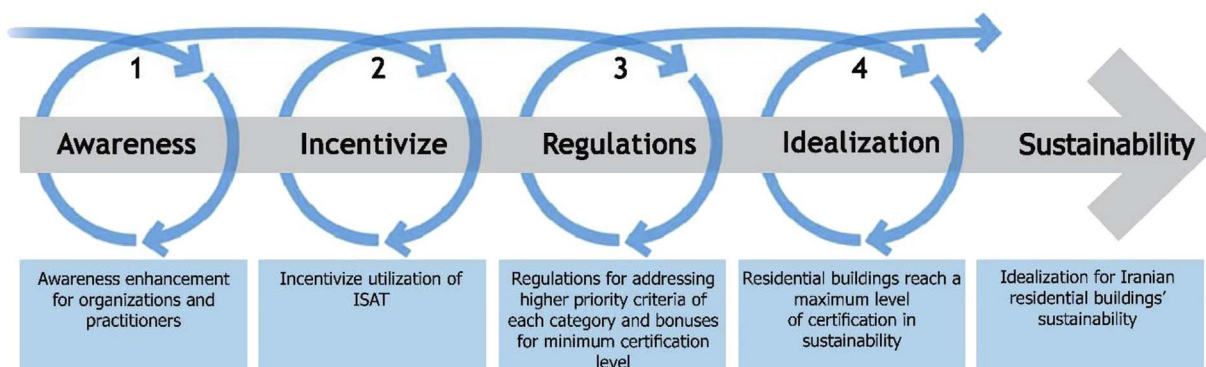 1
2
3
4
Awareness
Incentivize
Regulations
Idealization
Sustainability
Awareness enhancement
for organizations and
practitioners
Incentivize utilization of
ISAT
Regulations for addressing
higher priority criteria of
each category and bonuses
for minimum certification
level
Residential buildings reach a
maximum level
of certification in
sustainability
Idealization for Iranian
residential buildings’
sustainability